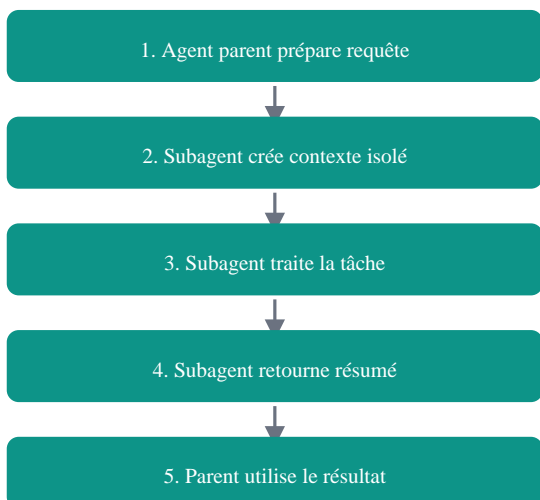 1. Agent parent prépare requête
2. Subagent crée contexte isolé
3. Subagent traite la tâche
4. Subagent retourne résumé
5. Parent utilise le résultat